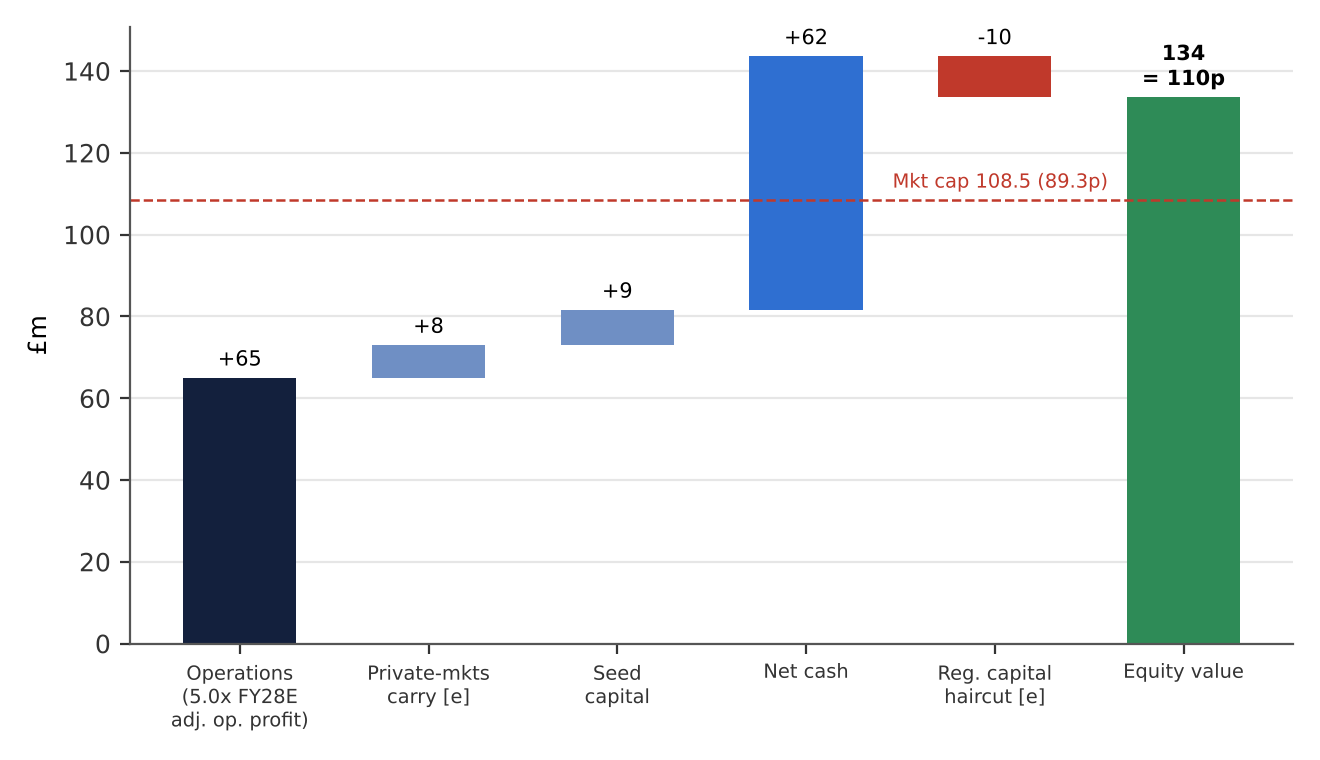 £m
140
120
100
80
60
40
20
0
+65
+8
+9
+62
-10
134
= 110p
Mkt cap 108.5 (89.3p)
Operations
(5.0x FY28E
adj. op. profit)
Private-mkts
carry [e]
Seed
capital
Net cash
Reg. capital
haircut [e]
Equity value